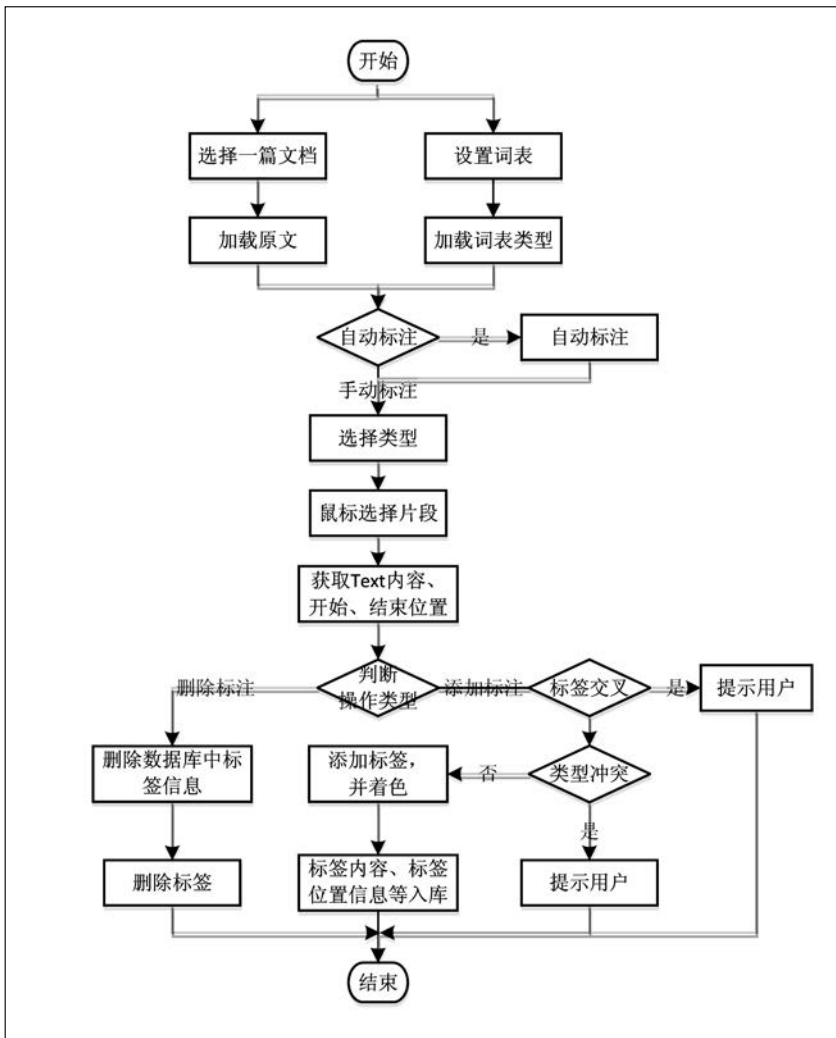 开始
选择一篇文档
设置词表
加载原文
加载词表类型
自动标注
是
自动标注
手动标注
选择类型
鼠标选择片段
获取Text内容、
开始、结束位置
删除标注
判断
操作类型
添加标注
标签交叉
是
提示用户
删除数据库中标
签信息
添加标签，
并着色
否
类型冲突
是
删除标签
标签内容、标签
位置信息等入库
提示用户
结束